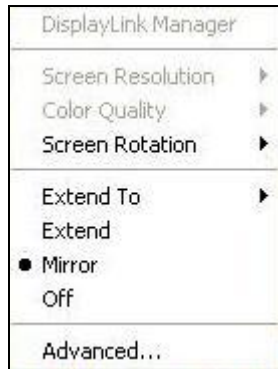 DisplayLink Manager
Screen Resolution
Color Quality
Screen Rotation
Extend To
Extend
Mirror
Off
Advanced...